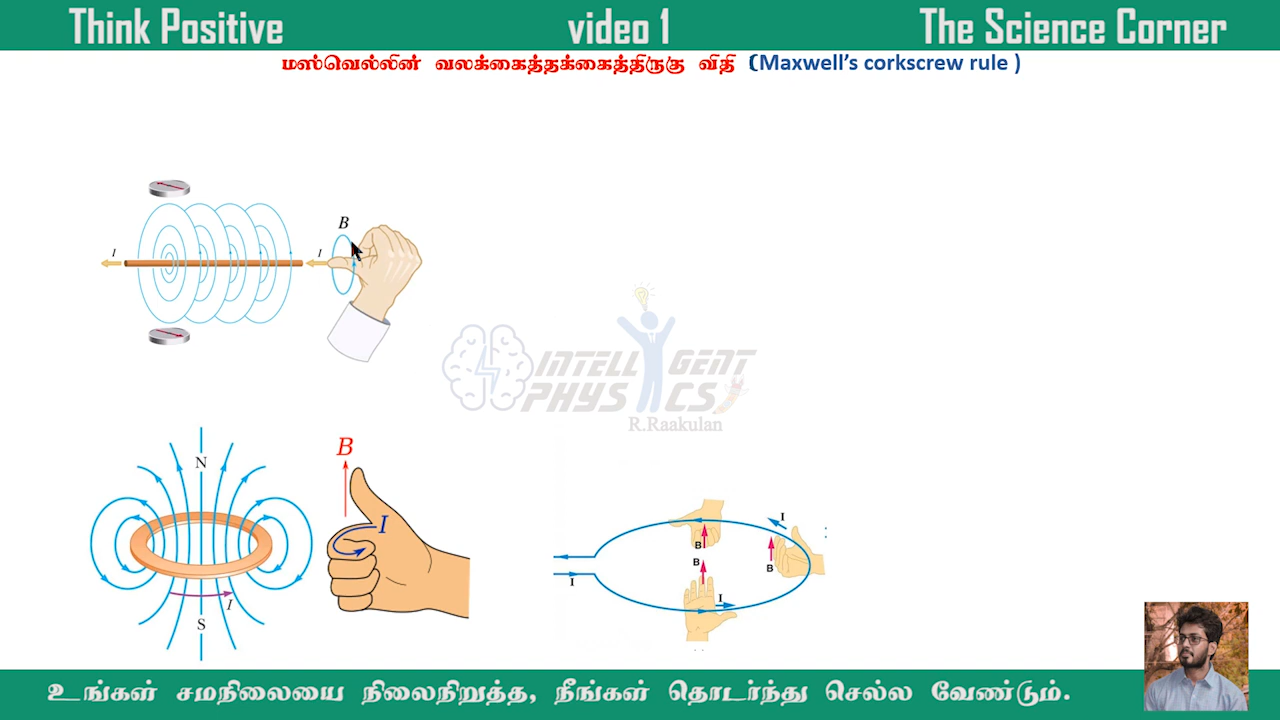 Think Positive
video 1
The Science Corner
மஸ்வெல்லின் வலக்கைத்தக்கைத்திருகு விதி (Maxwell's corkscrew rule )
B
I
I
INTELLIGENT
PHYSICS
R.Raakulan
B
N
I
I
S
I
B
B
I
B
I
உங்கள் சமநிலையை நிலைநிறுத்த, நீங்கள் தொடர்ந்து செல்ல வேண்டும்.